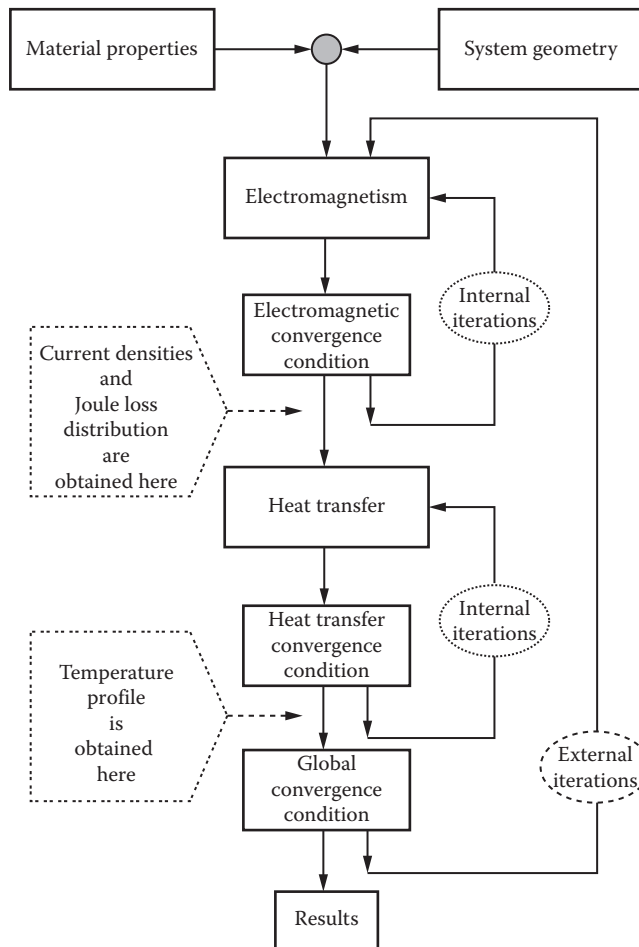 Material properties
System geometry
Electromagnetism
Internal
iterations
Electromagnetic
convergence
condition
Current densities
and
Joule loss
distribution
are
obtained here
Heat transfer
Internal
iterations
Heat transfer
convergence
condition
Temperature
profile
is
obtained
here
Global
convergence
condition
External
iterations
Results